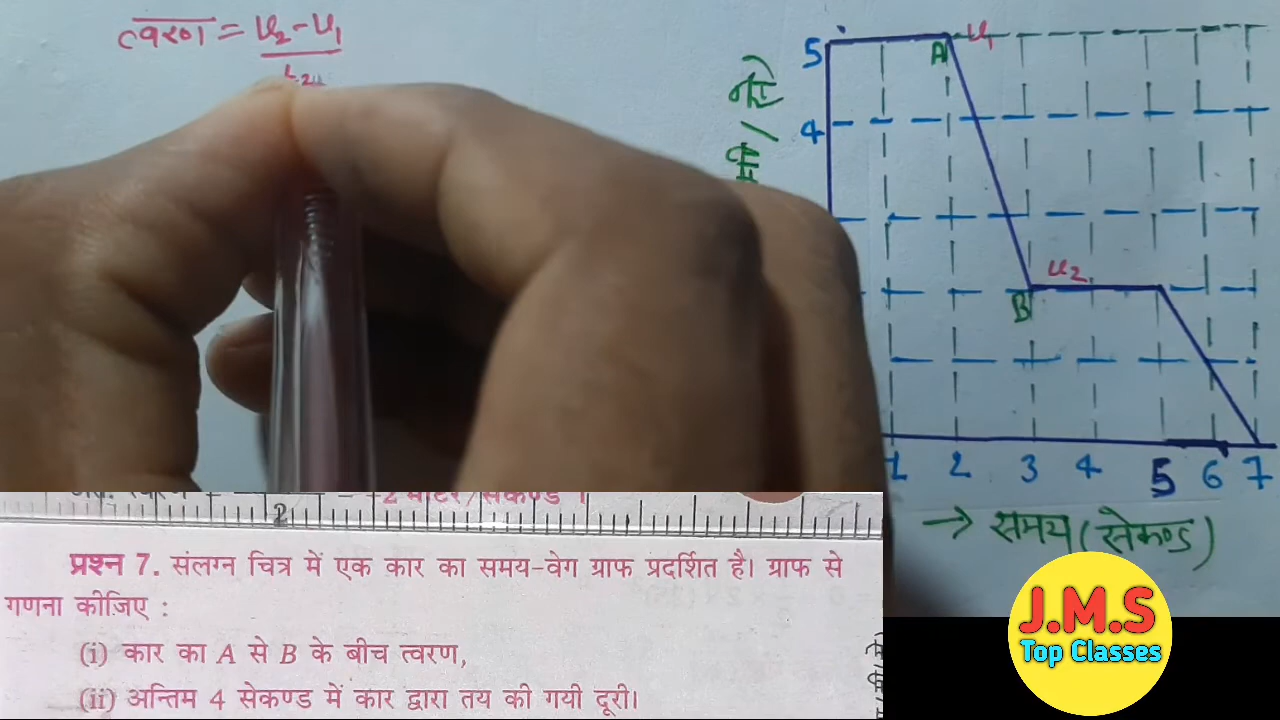 त्वरण = u₂ - u₁
5
A
u₁
4
मी / से)
u₂
B
1 2 3 4 5 6 7
→ समय (सेकण्ड)
2
प्रश्न 7. संलग्न चित्र में एक कार का समय-वेग ग्राफ प्रदर्शित है। ग्राफ से
गणना कीजिए :
(i) कार का A से B के बीच त्वरण,
(ii) अन्तिम 4 सेकण्ड में कार द्वारा तय की गयी दूरी।
J.M.S
Top Classes